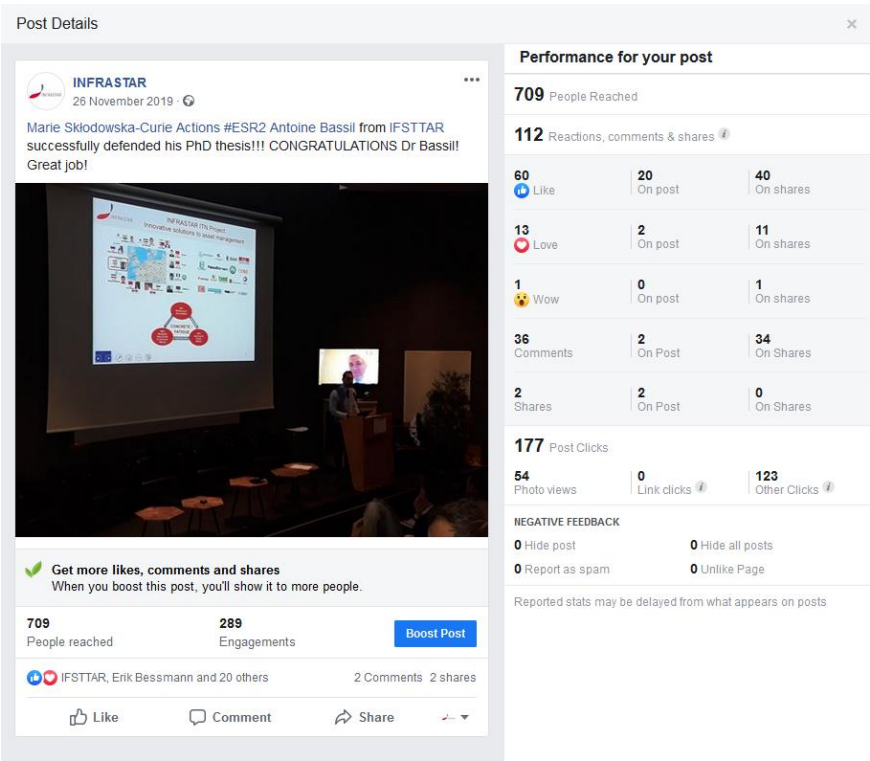 Post Details
×
INFRASTAR
26 November 2019 ·
Marie Skłodowska-Curie Actions #ESR2 Antoine Bassil from IFSTTAR
successfully defended his PhD thesis!!! CONGRATULATIONS Dr Bassil!
Great job!
INFRASTAR ITN Project
Innovative solutions to asset management
CONCRETE
FATIGUE
Get more likes, comments and shares
When you boost this post, you'll show it to more people.
709 289
People reached Engagements
Boost Post
IFSTTAR, Erik Bessmann and 20 others 2 Comments 2 shares
Like Comment Share
Performance for your post
709 People Reached
112 Reactions, comments & shares
60 20 40
Like On post On shares
13 2 11
Love On post On shares
1 0 1
Wow On post On shares
36 2 34
Comments On Post On Shares
2 2 0
Shares On Post On Shares
177 Post Clicks
54 0 123
Photo views Link clicks Other Clicks
NEGATIVE FEEDBACK
0 Hide post 0 Hide all posts
0 Report as spam 0 Unlike Page
Reported stats may be delayed from what appears on posts